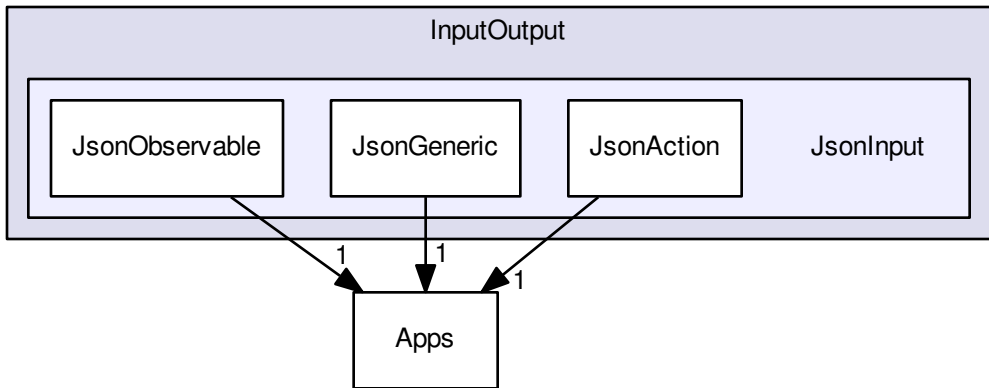 InputOutput
JsonObservable
JsonGeneric
JsonAction
JsonInput
1
1
1
Apps